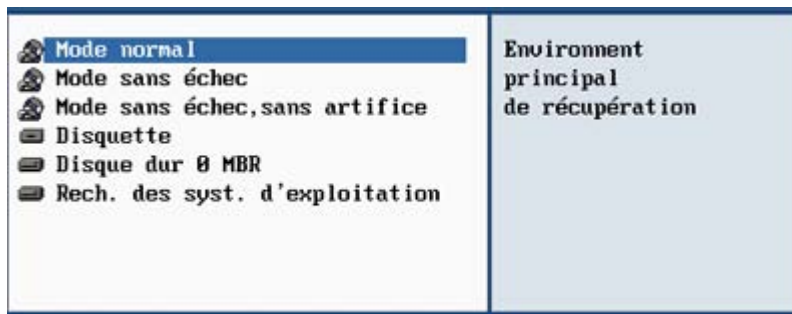 Mode normal
Mode sans échec
Mode sans échec,sans artifice
Disquette
Disque dur 0 MBR
Rech. des syst. d'exploitation
Environnent
principal
de récupération